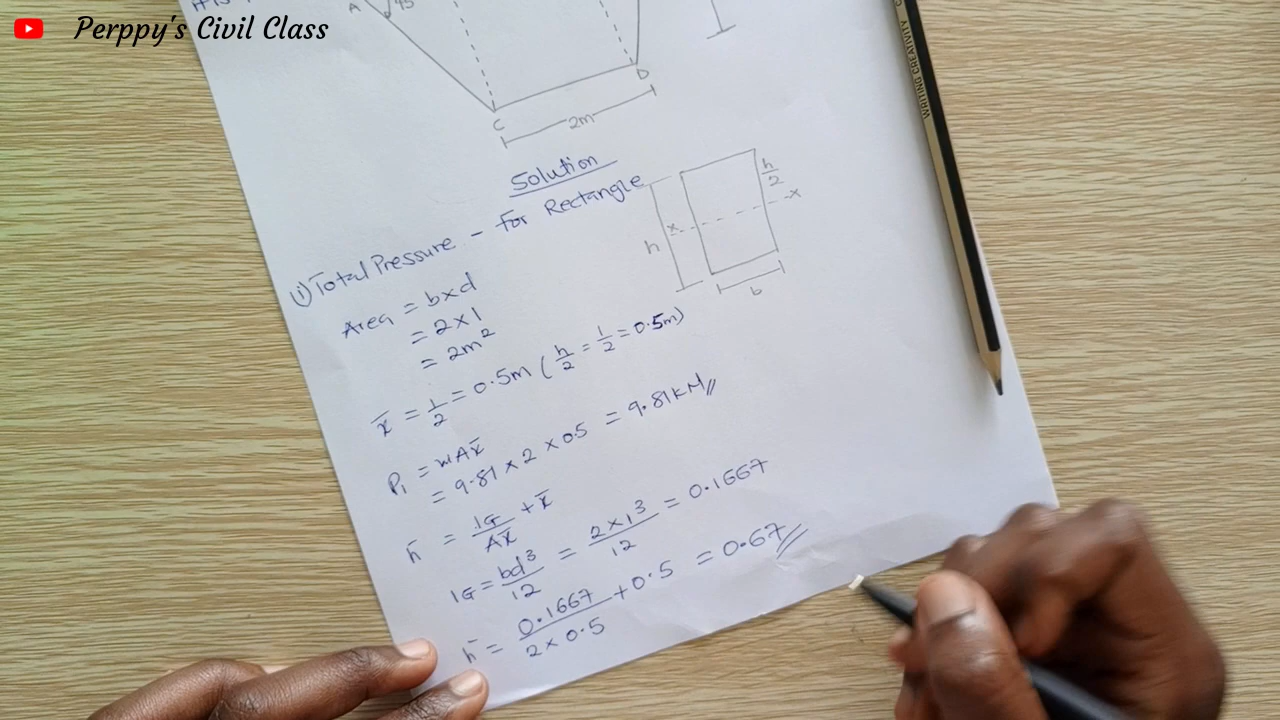 Perppy's Civil Class
A
45
D
C
2m
WRITING CREATIVITY
Solution
i) Total Pressure - For Rectangle
h
x
h/2
x
b
Area = b×d
= 2×1
= 2m²
x̄ = 1/2 = 0.5m (h/2 = 1/2 = 0.5m)
P₁ = wAx̄
= 9.81 × 2 × 0.5 = 9.81kN
h̄ = IG/Ax̄ + x̄
IG = bd³/12 = 2×1³/12 = 0.1667
h̄ = 0.1667/2×0.5 + 0.5 = 0.67